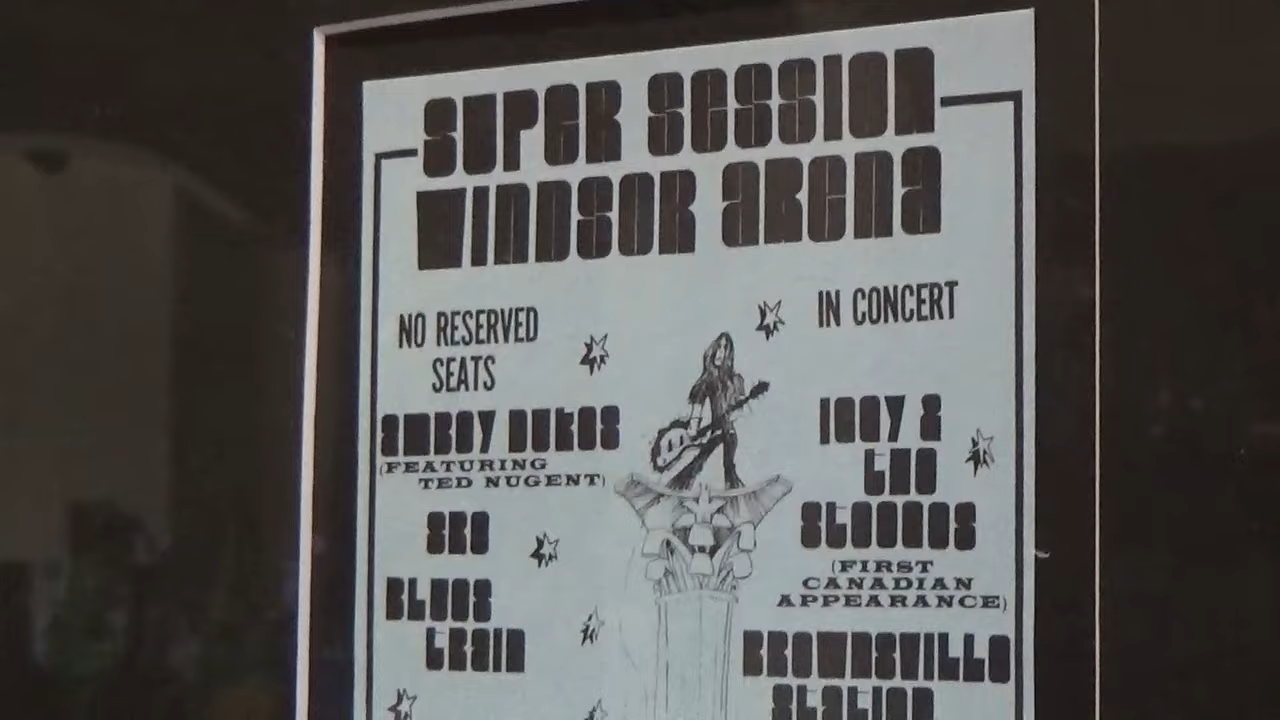 SUPER SESSION
WINDSOR ARENA
NO RESERVED
SEATS
IN CONCERT
AMBOY DUKES
(FEATURING
TED NUGENT)
SRC
BLUES
TRAIN
IGGY &
THE
STOOGES
(FIRST
CANADIAN
APPEARANCE)
BROWNSVILLE
STATION